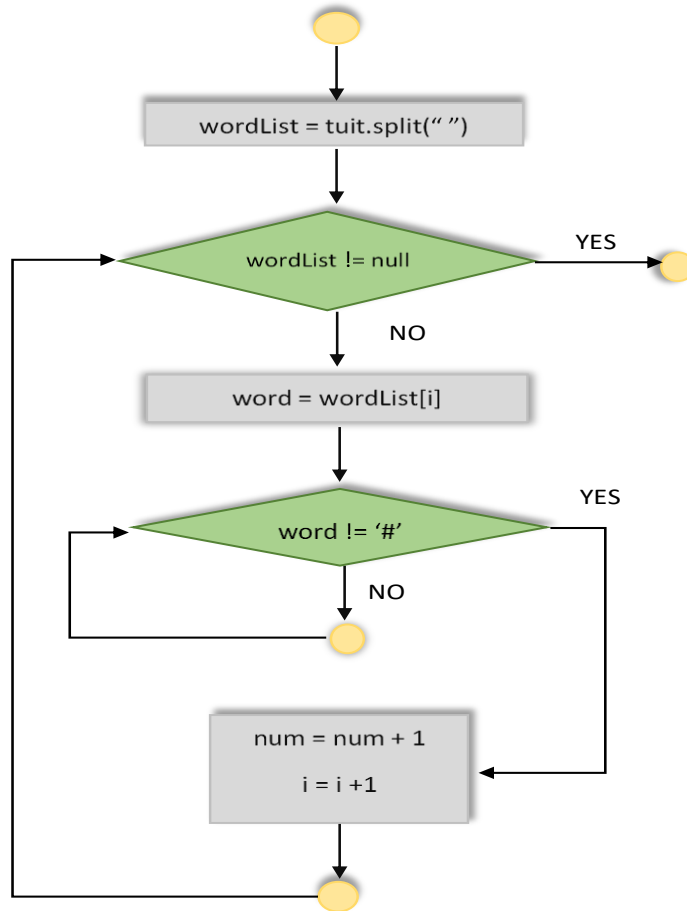 wordList = tuit.split(“ ”)
wordList != null
YES
NO
word = wordList[i]
word != ‘#’
YES
NO
num = num + 1
i = i +1